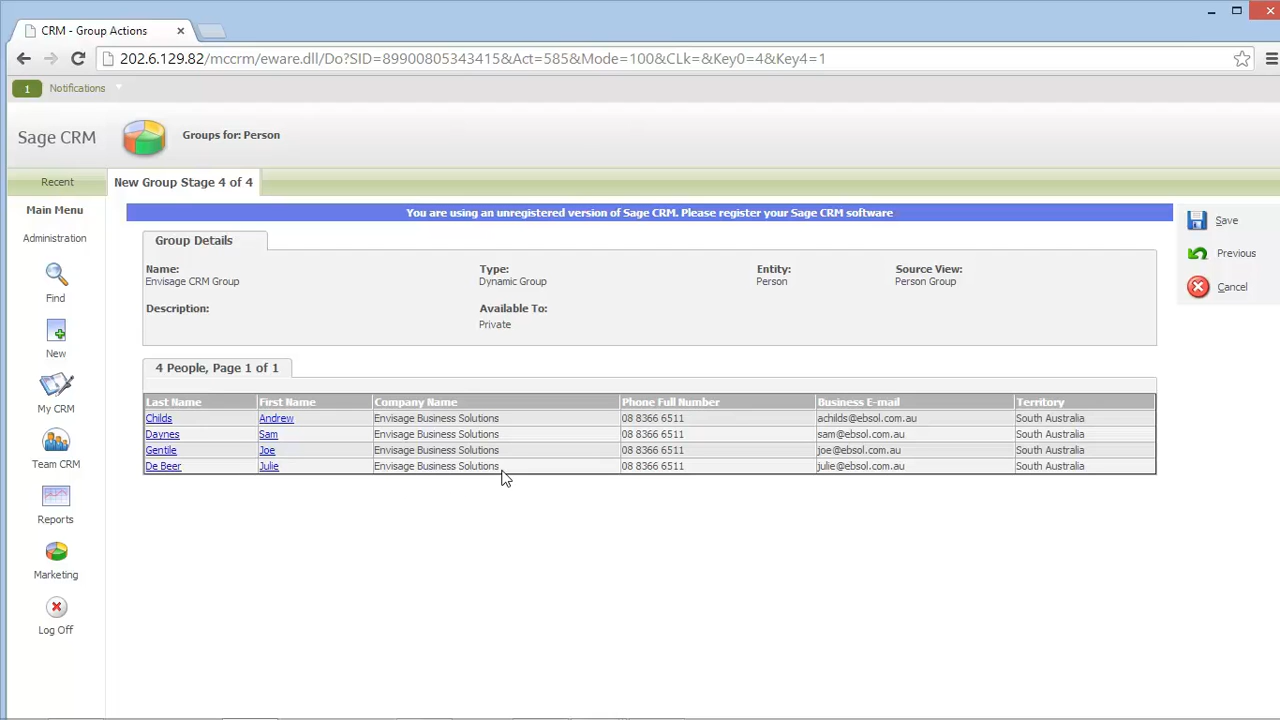 CRM - Group Actions
202.6.129.82/mccrm/eware.dll/Do?SID=89900805343415&Act=585&Mode=100&CLk=&Key0=4&Key4=1
1 Notifications
Sage CRM Groups for: Person
Recent New Group Stage 4 of 4
Main Menu
Administration
Find
New
My CRM
Team CRM
Reports
Marketing
Log Off
You are using an unregistered version of Sage CRM. Please register your Sage CRM software
Group Details
Name: Type: Entity: Source View:
Envisage CRM Group Dynamic Group Person Person Group
Description: Available To:
Private
4 People, Page 1 of 1
Last Name First Name Company Name Phone Full Number Business E-mail Territory
Childs Andrew Envisage Business Solutions 08 8366 6511 achilds@ebsol.com.au South Australia
Daynes Sam Envisage Business Solutions 08 8366 6511 sam@ebsol.com.au South Australia
Gentile Joe Envisage Business Solutions 08 8366 6511 joe@ebsol.com.au South Australia
De Beer Julie Envisage Business Solutions 08 8366 6511 julie@ebsol.com.au South Australia
Save
Previous
Cancel